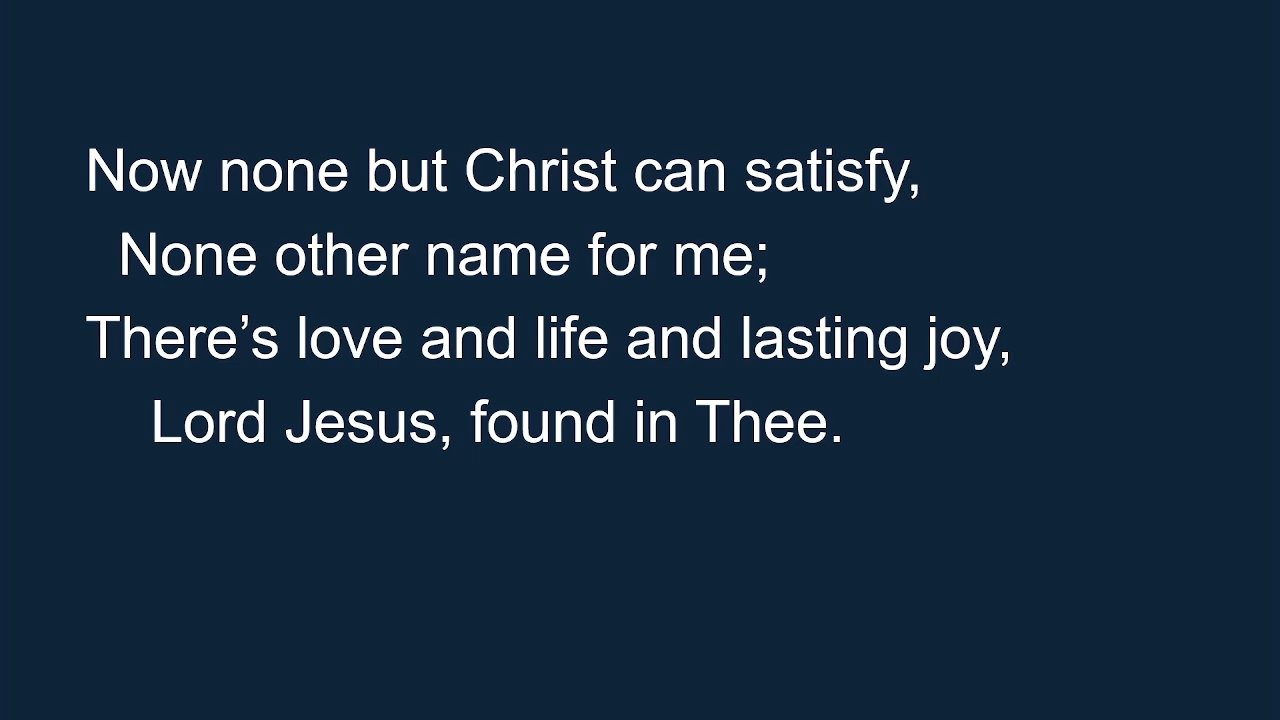 Now none but Christ can satisfy,
None other name for me;
There’s love and life and lasting joy,
Lord Jesus, found in Thee.